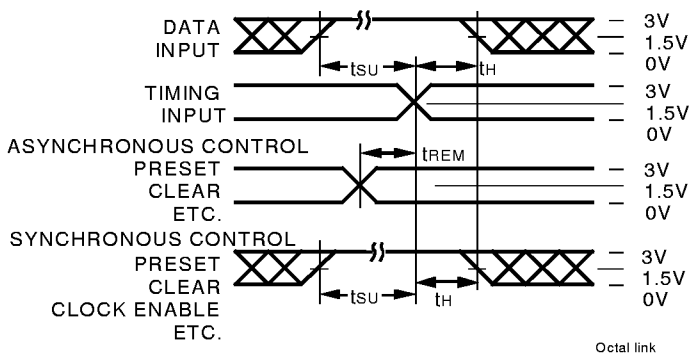 DATA
INPUT
3V
1.5V
0V
tSU
tH
TIMING
INPUT
3V
1.5V
0V
ASYNCHRONOUS CONTROL
tREM
PRESET
CLEAR
ETC.
3V
1.5V
0V
SYNCHRONOUS CONTROL
PRESET
CLEAR
CLOCK ENABLE
ETC.
3V
1.5V
0V
tSU
tH
Octal link